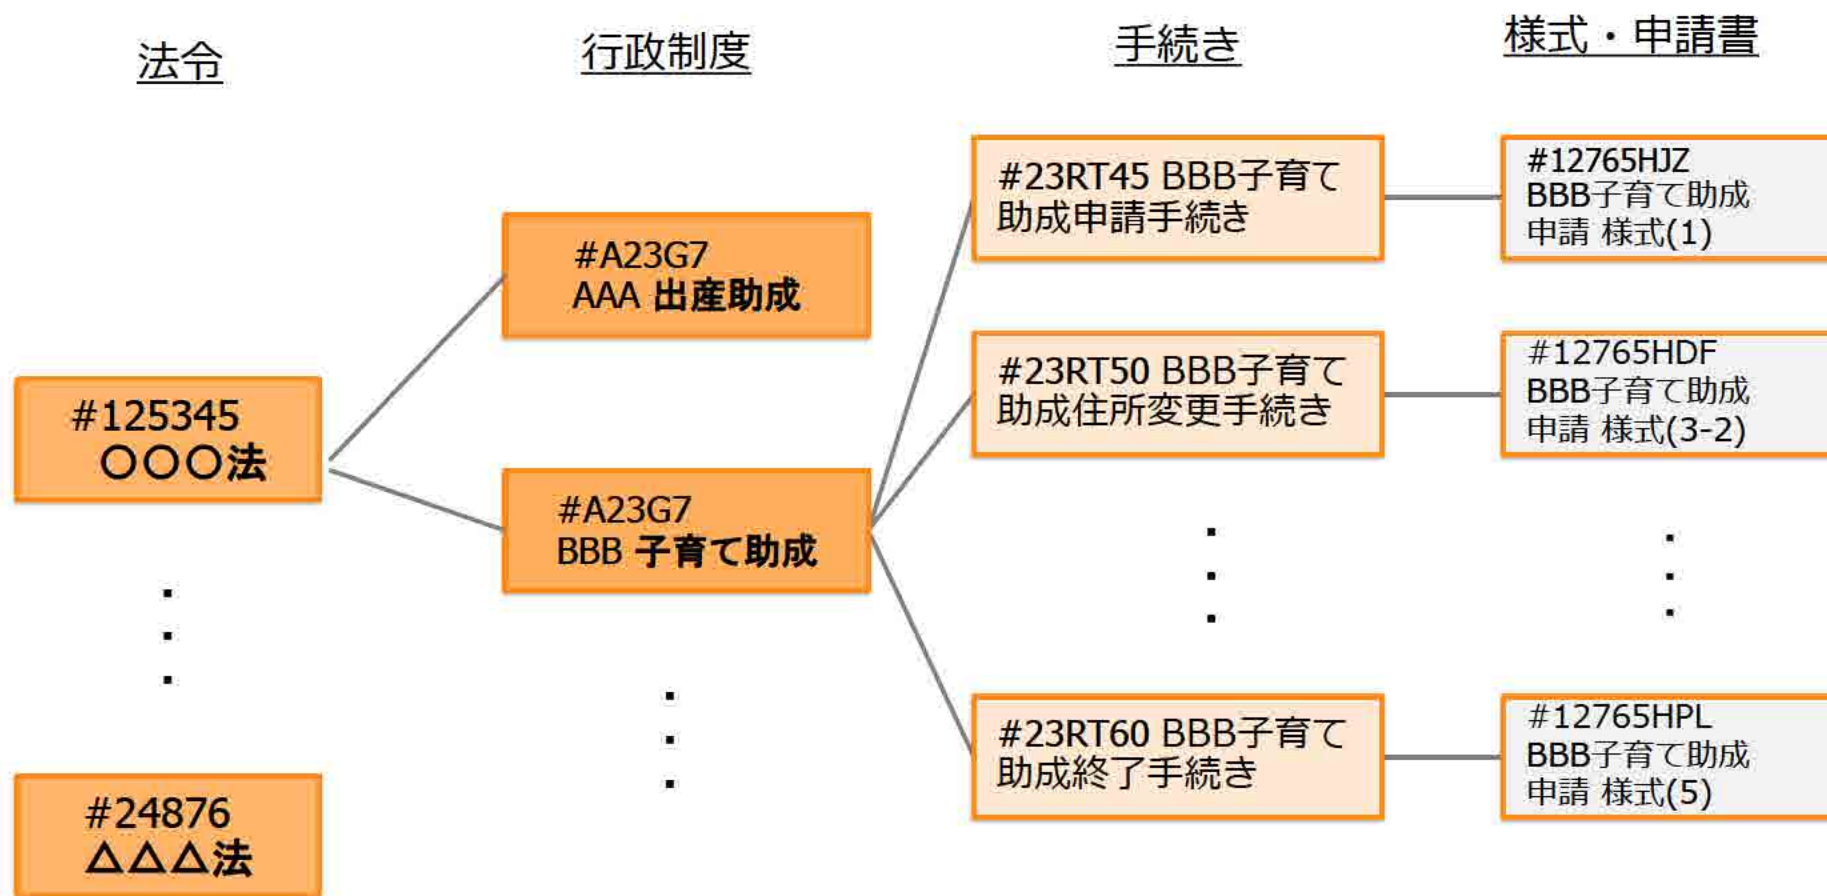 法令
行政制度
手続き
様式・申請書
#125345
〇〇〇法
・
・
・
#24876
△△△法
#A23G7
AAA 出産助成
#A23G7
BBB 子育て助成
・
・
・
#23RT45 BBB子育て
助成申請手続き
#23RT50 BBB子育て
助成住所変更手続き
・
・
・
#23RT60 BBB子育て
助成終了手続き
#12765HJZ
BBB子育て助成
申請 様式(1)
#12765HDF
BBB子育て助成
申請 様式(3-2)
・
・
・
#12765HPL
BBB子育て助成
申請 様式(5)